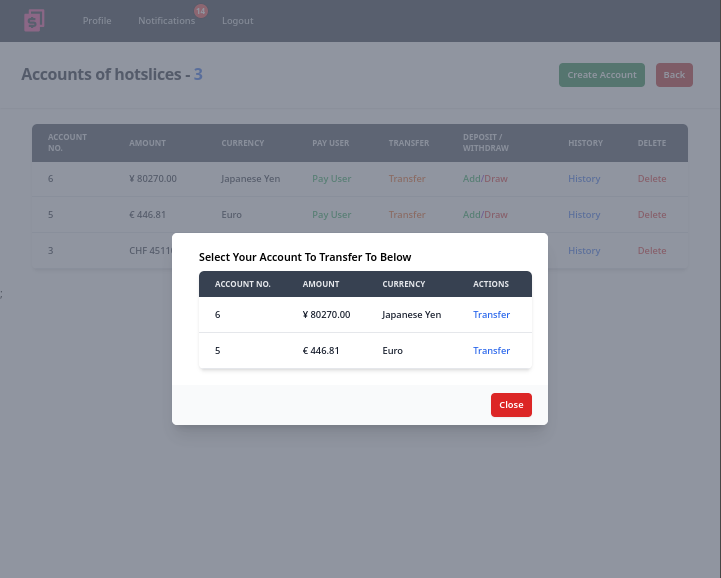 S
Profile Notifications 14 Logout
Accounts of hotslices - 3 Create Account Back
ACCOUNT NO. AMOUNT CURRENCY PAY USER TRANSFER DEPOSIT / WITHDRAW HISTORY DELETE
6 ¥ 80270.00 Japanese Yen Pay User Transfer Add/Draw History Delete
5 € 446.81 Euro Pay User Transfer Add/Draw History Delete
3 CHF History Delete
;
Select Your Account To Transfer To Below
ACCOUNT NO. AMOUNT CURRENCY ACTIONS
6 ¥ 80270.00 Japanese Yen Transfer
5 € 446.81 Euro Transfer
Close